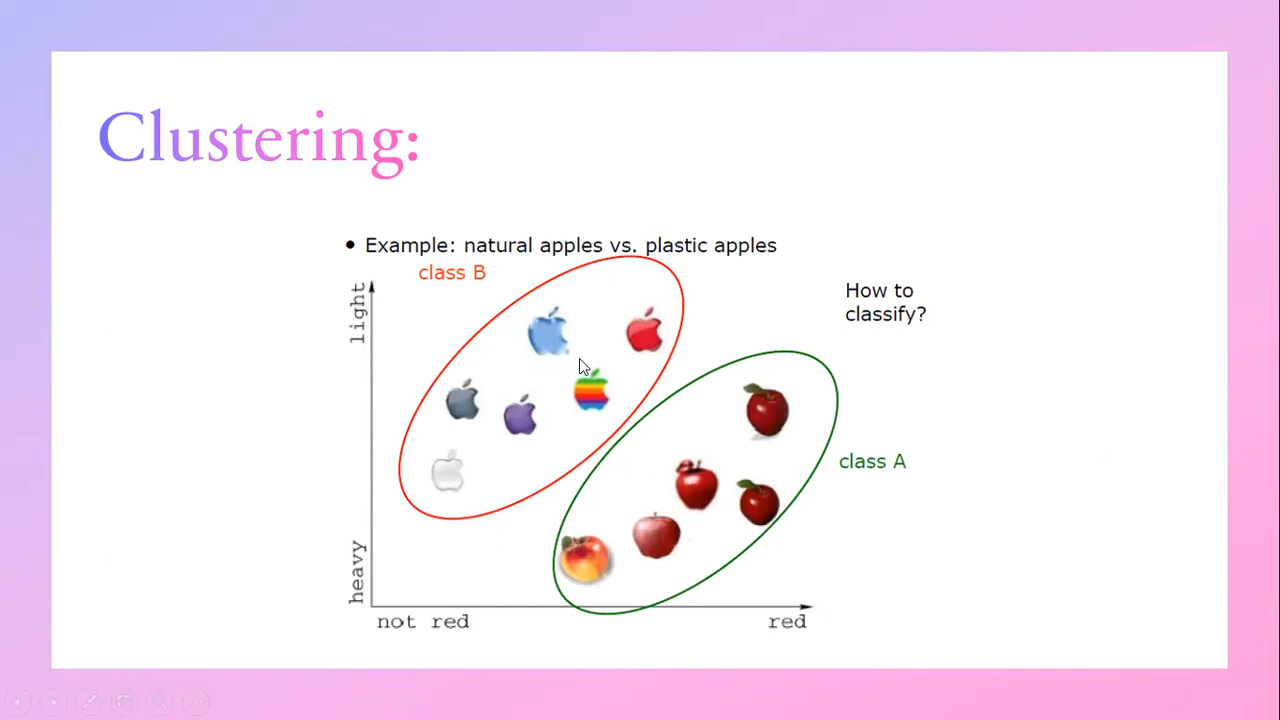 Clustering:
• Example: natural apples vs. plastic apples
class B
light
How to
classify?
class A
heavy
not red
red